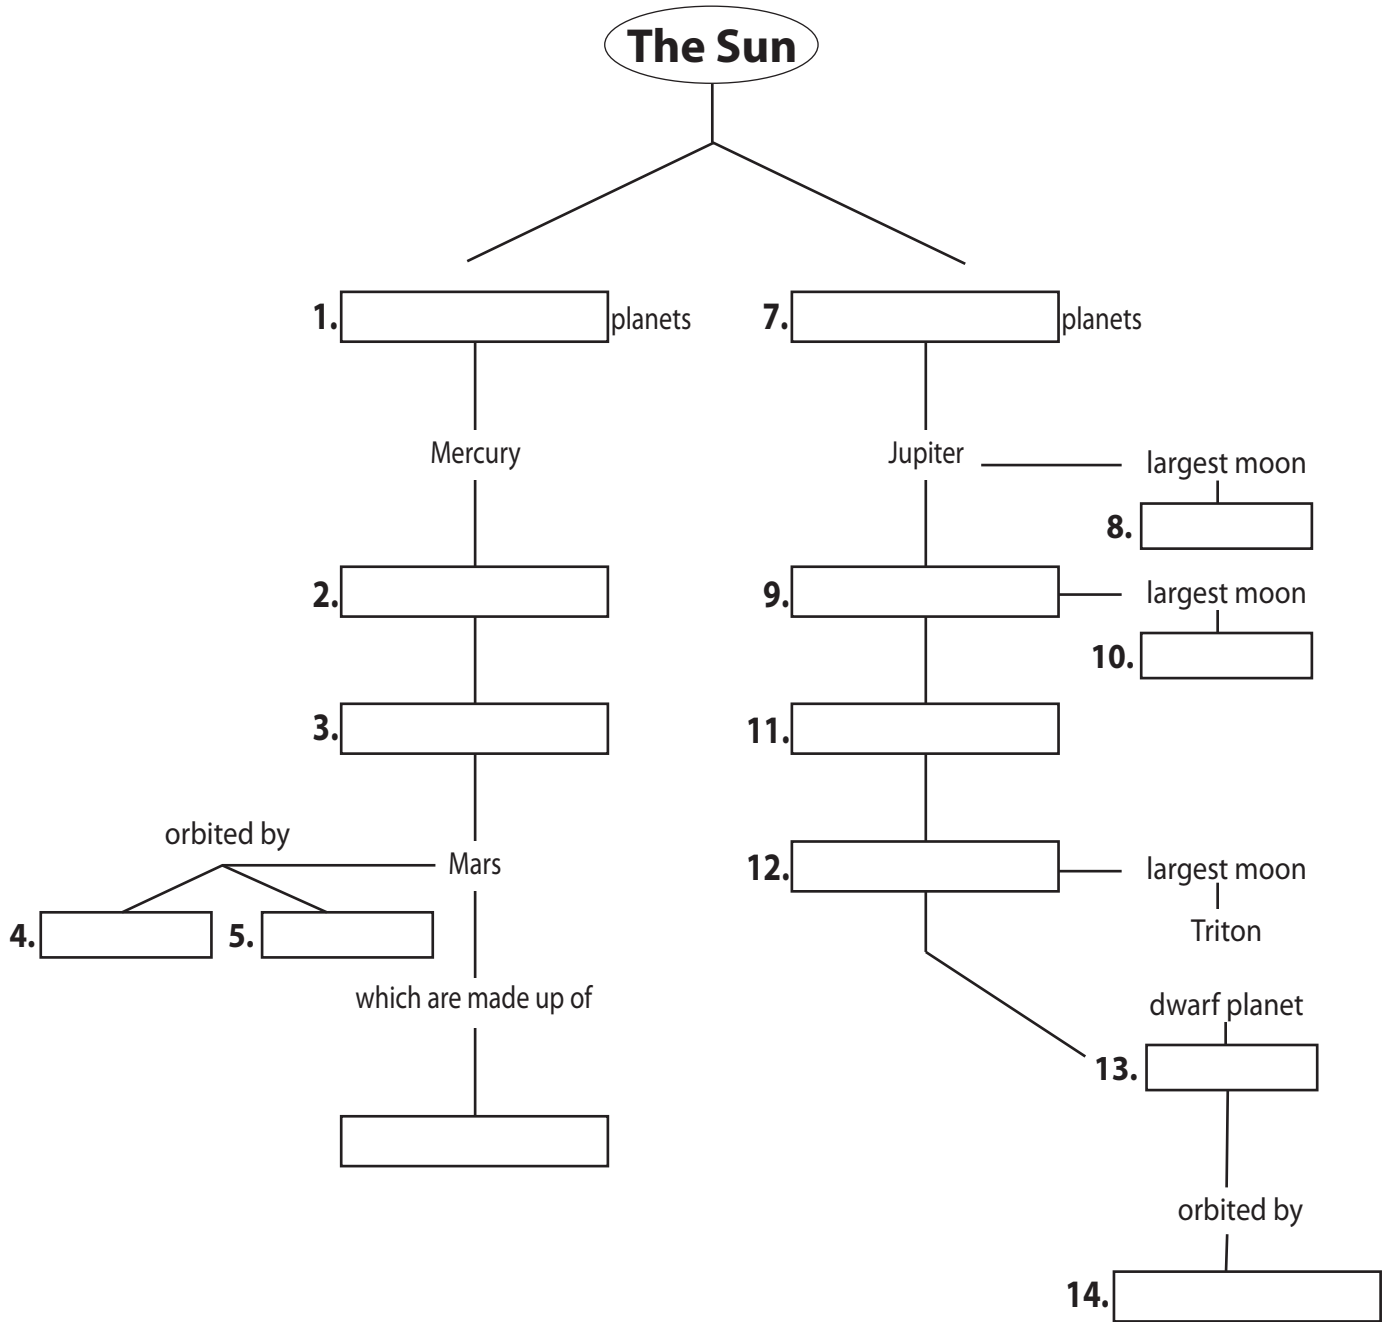 The Sun
1.
planets
7.
planets
Mercury
Jupiter
largest moon
8.
2.
9.
largest moon
10.
3.
11.
orbited by
Mars
12.
largest moon
4.
5.
Triton
which are made up of
dwarf planet
13.
orbited by
14.